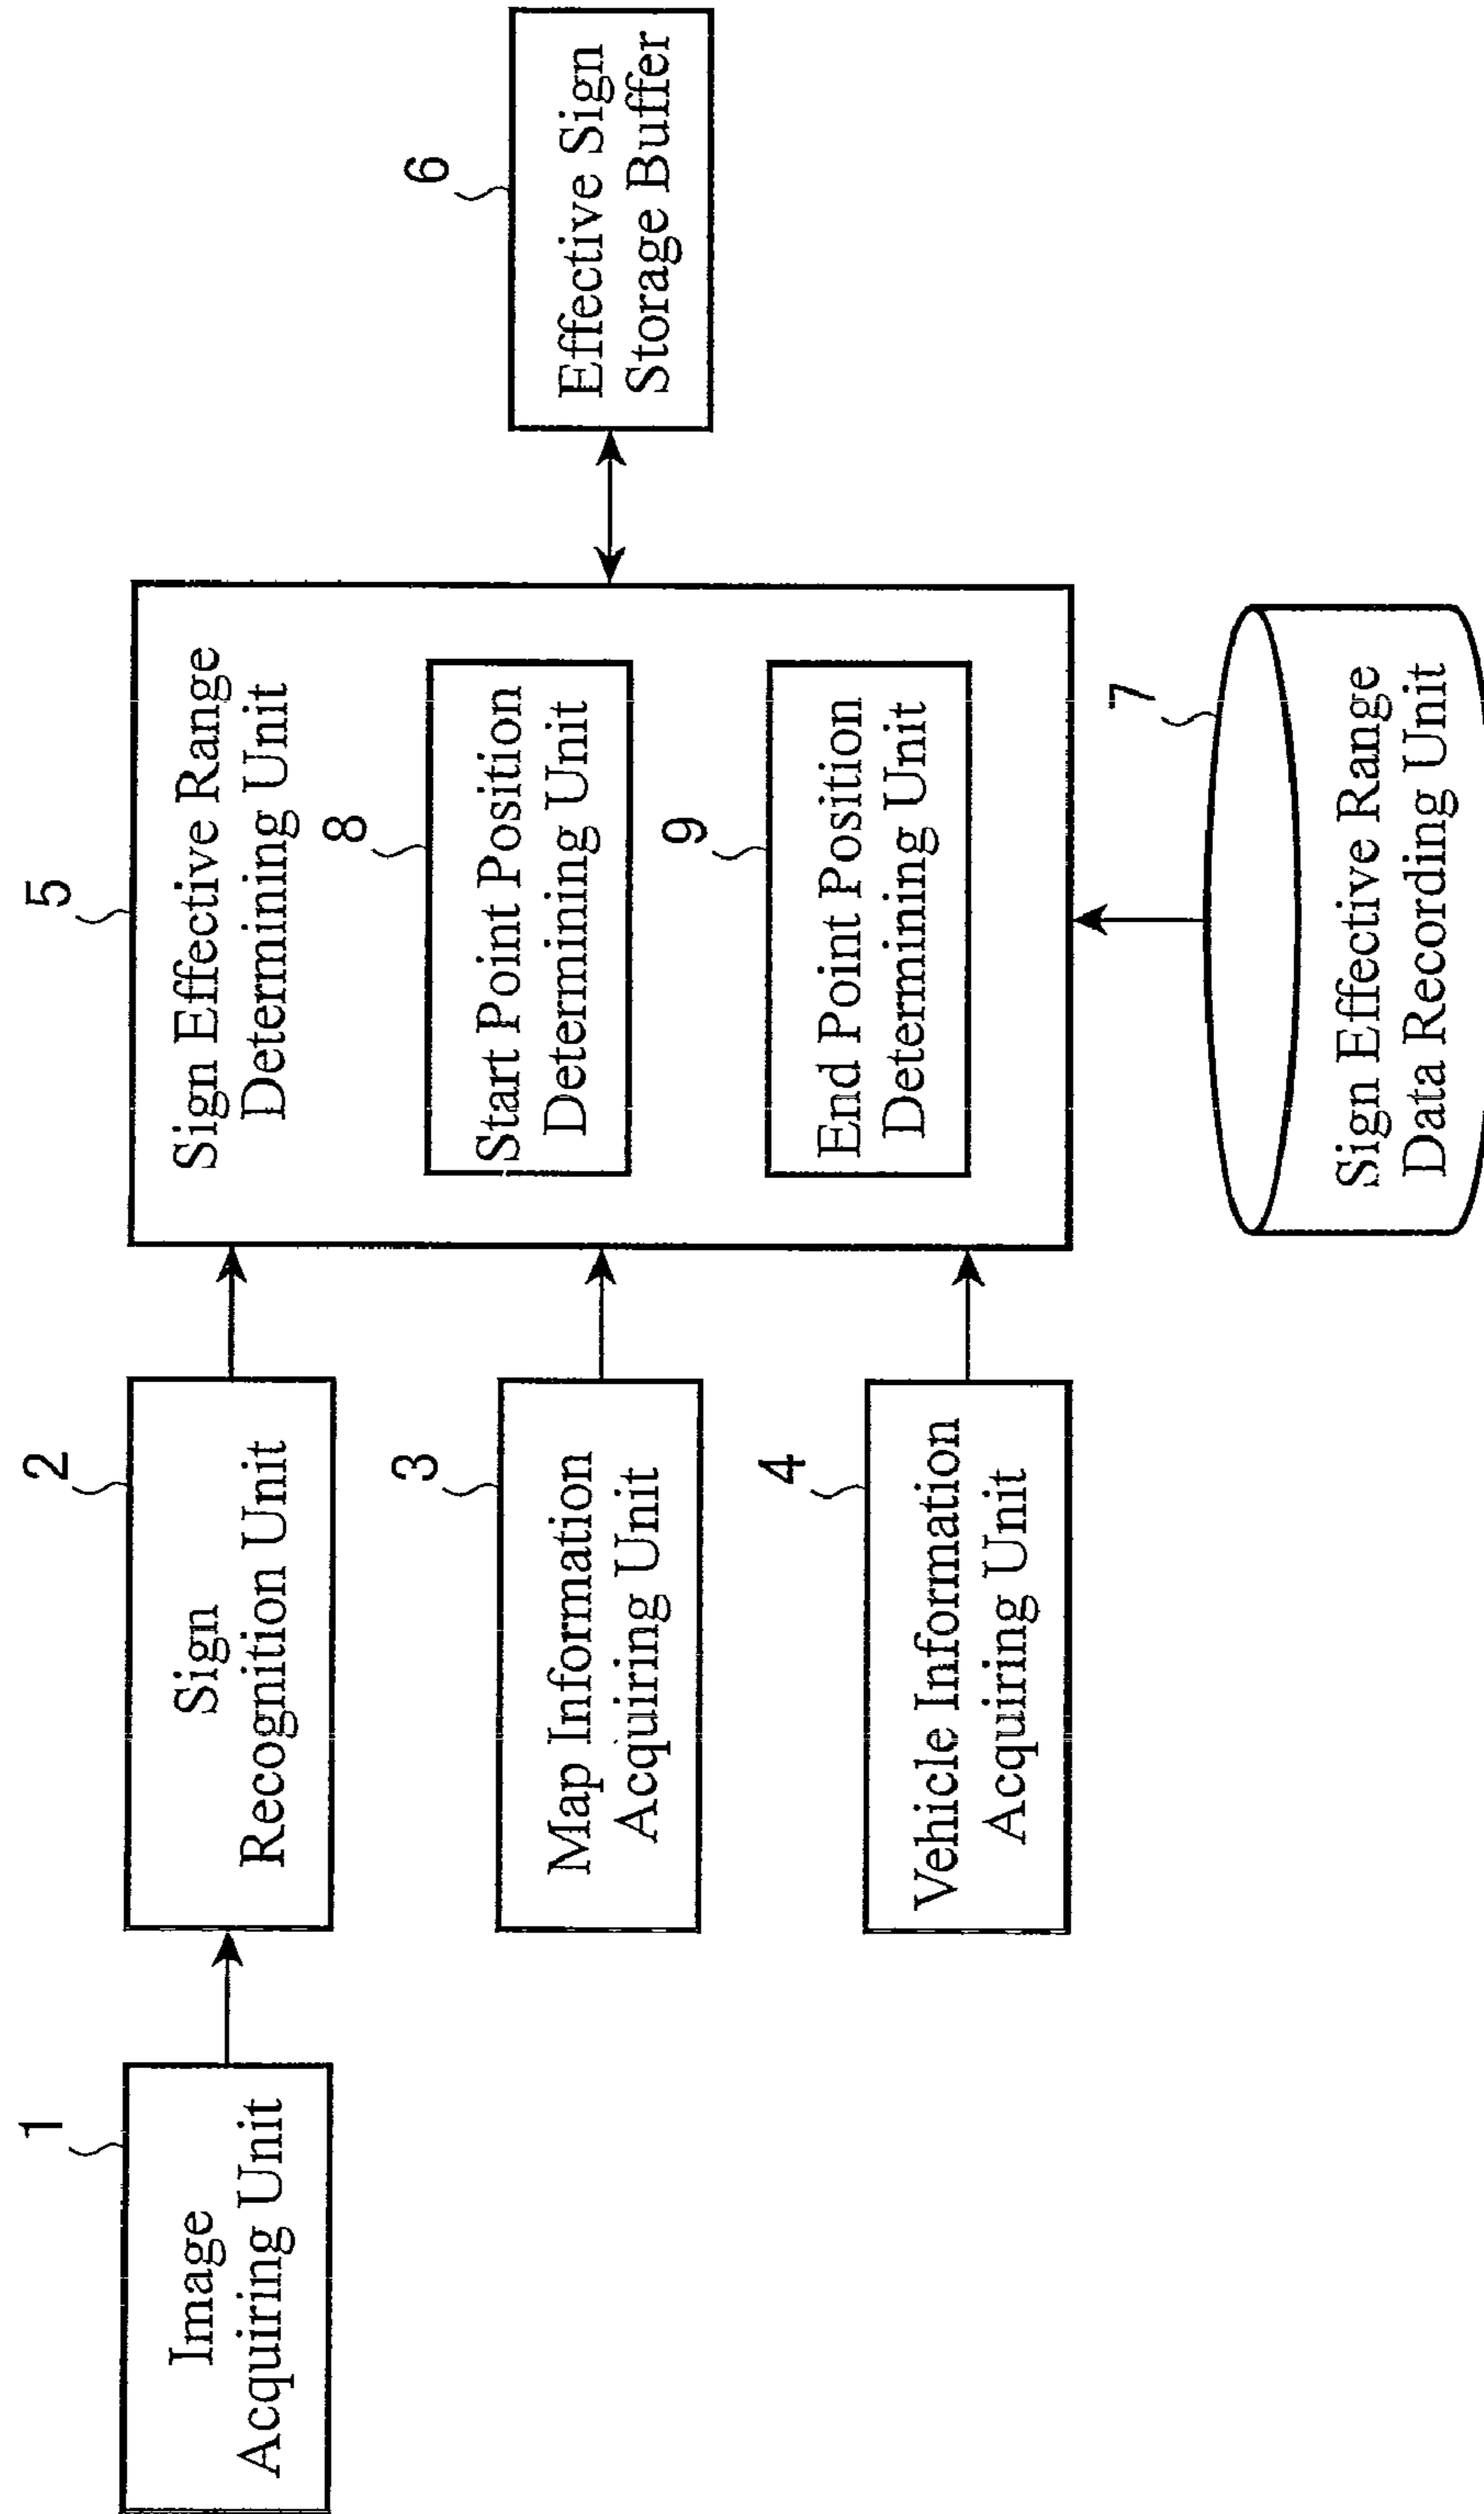 1
Image
Acquiring Unit
2
Sign
Recognition Unit
3
Map Information
Acquiring Unit
4
Vehicle Information
Acquiring Unit
5
Sign Effective Range
Determining Unit
8
Start Point Position
Determining Unit
9
End Point Position
Determining Unit
6
Effective Sign
Storage Buffer
7
Sign Effective Range
Data Recording Unit